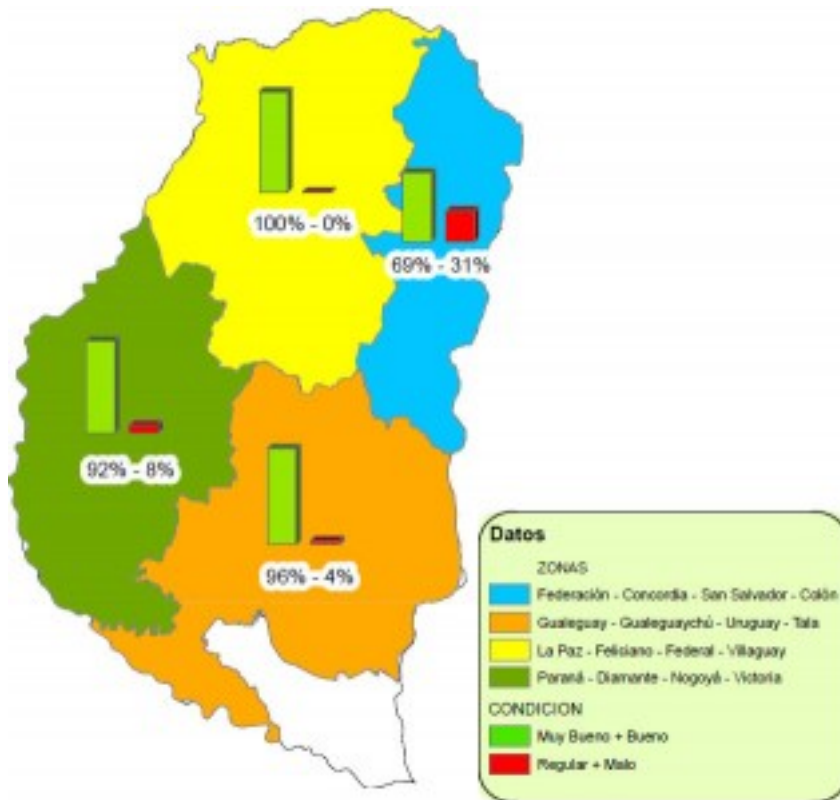 100% - 0%
69% - 31%
92% - 8%
96% - 4%
Datos
ZONAS
Federación - Concordia - San Salvador - Colón
Gualeguay - Gualeguaychú - Uruguay - Tala
La Paz - Feliciano - Federal - Villaguay
Paraná - Diamante - Nogoyá - Victoria
CONDICION
Muy Bueno + Bueno
Regular + Malo